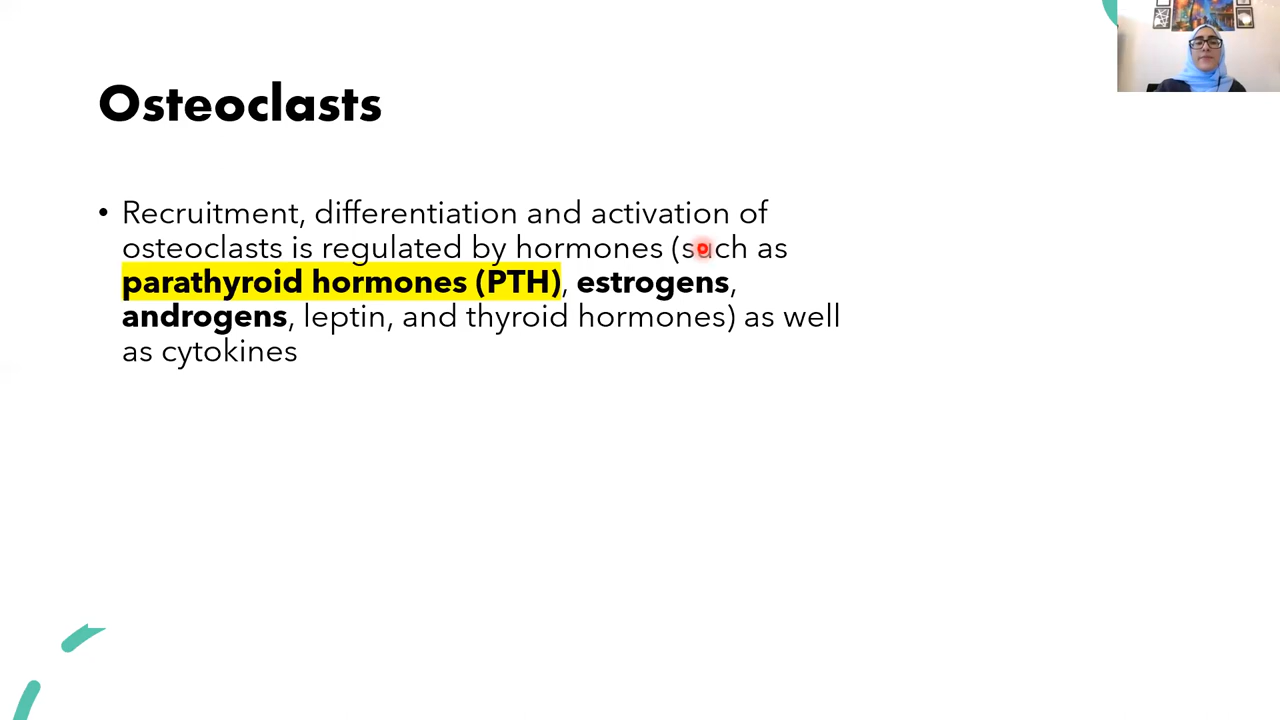 Osteoclasts
• Recruitment, differentiation and activation of
osteoclasts is regulated by hormones (such as
parathyroid hormones (PTH), estrogens,
androgens, leptin, and thyroid hormones) as well
as cytokines